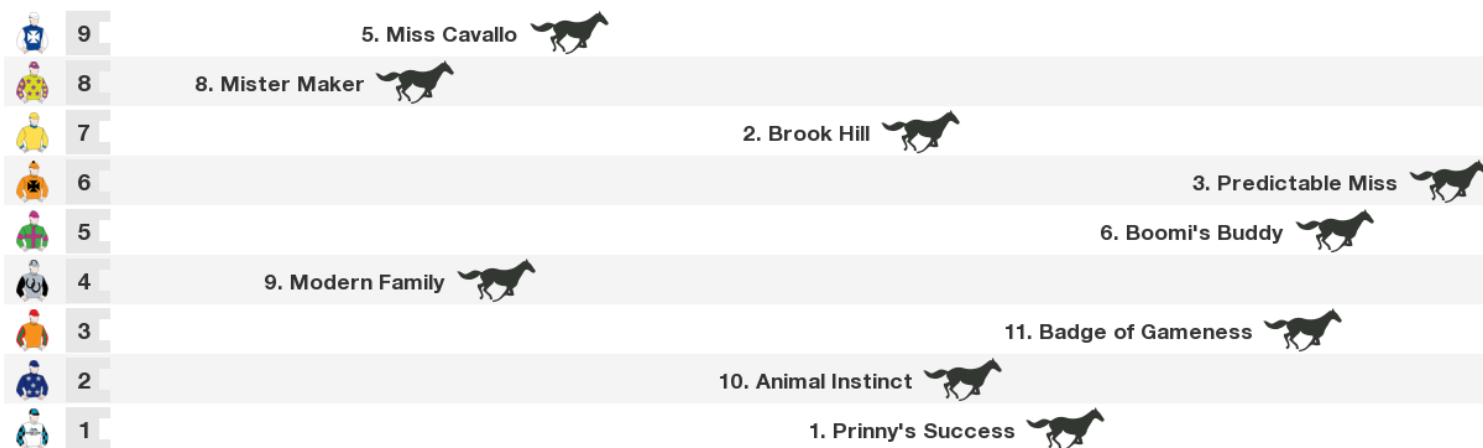 9 5. Miss Cavallo
8 8. Mister Maker
7 2. Brook Hill
6 3. Predictable Miss
5 6. Boomi's Buddy
4 9. Modern Family
3 11. Badge of Gameness
2 10. Animal Instinct
1 1. Prinny's Success